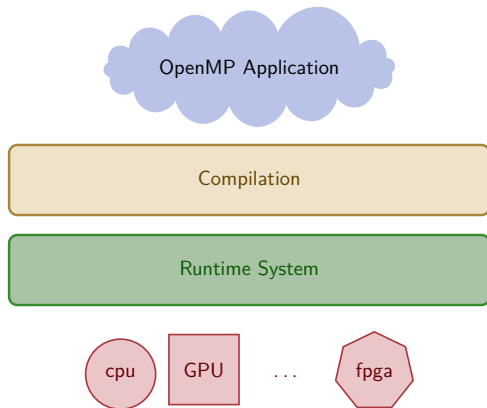 OpenMP Application
Compilation
Runtime System
cpu GPU ... fpga